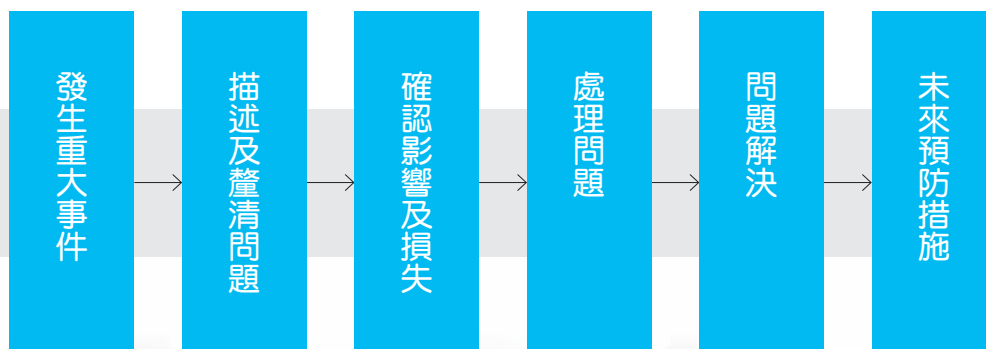 發生重大事件
描述及釐清問題
確認影響及損失
處理問題
問題解決
未來預防措施